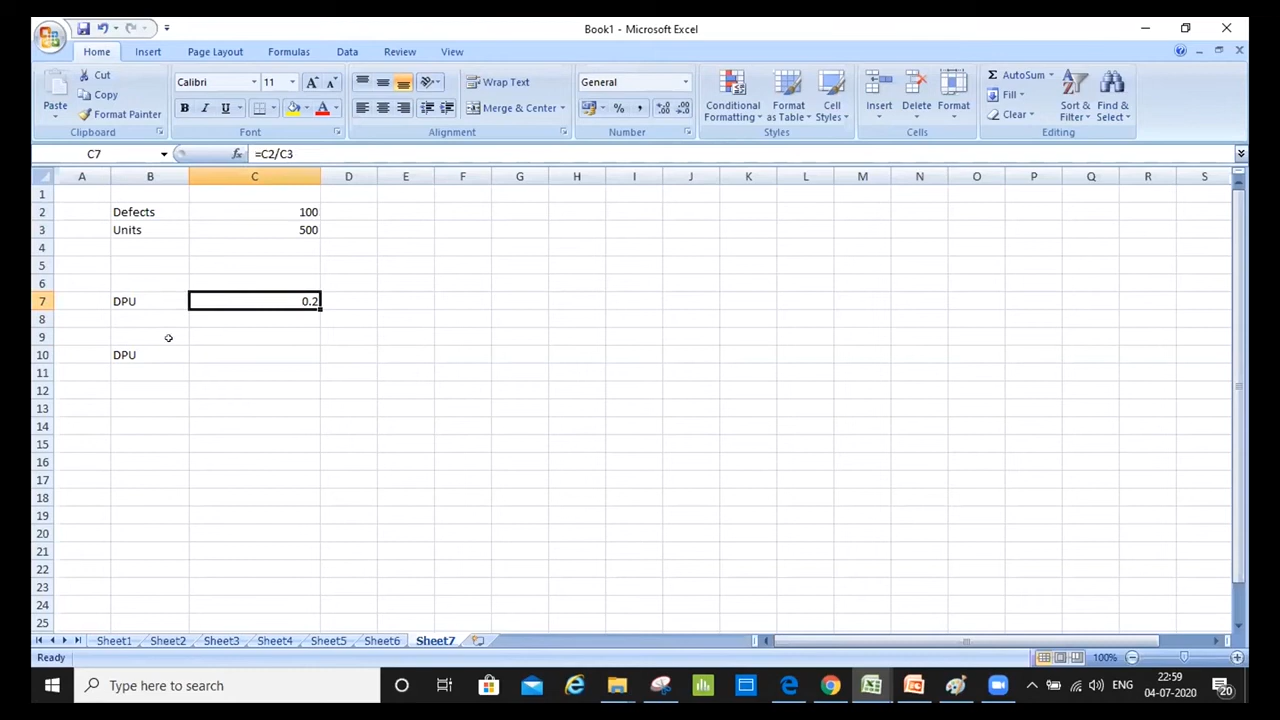 Book1 - Microsoft Excel
Home Insert Page Layout Formulas Data Review View
Paste
Cut
Copy
Format Painter
Clipboard
Calibri 11
Font
Wrap Text
Merge & Center
Alignment
General
Number
Conditional Formatting
Format as Table
Cell Styles
Styles
Insert
Delete
Format
Cells
AutoSum
Fill
Clear
Sort & Filter
Find & Select
Editing
C7 fx =C2/C3
A B C D E F G H I J K L M N O P Q R S
1
2 Defects 100
3 Units 500
4
5
6
7 DPU 0.2
8
9
10 DPU
11
12
13
14
15
16
17
18
19
20
21
22
23
24
25
Sheet1 Sheet2 Sheet3 Sheet4 Sheet5 Sheet6 Sheet7
Ready 100%
Type here to search
ENG
22:59
04-07-2020
20